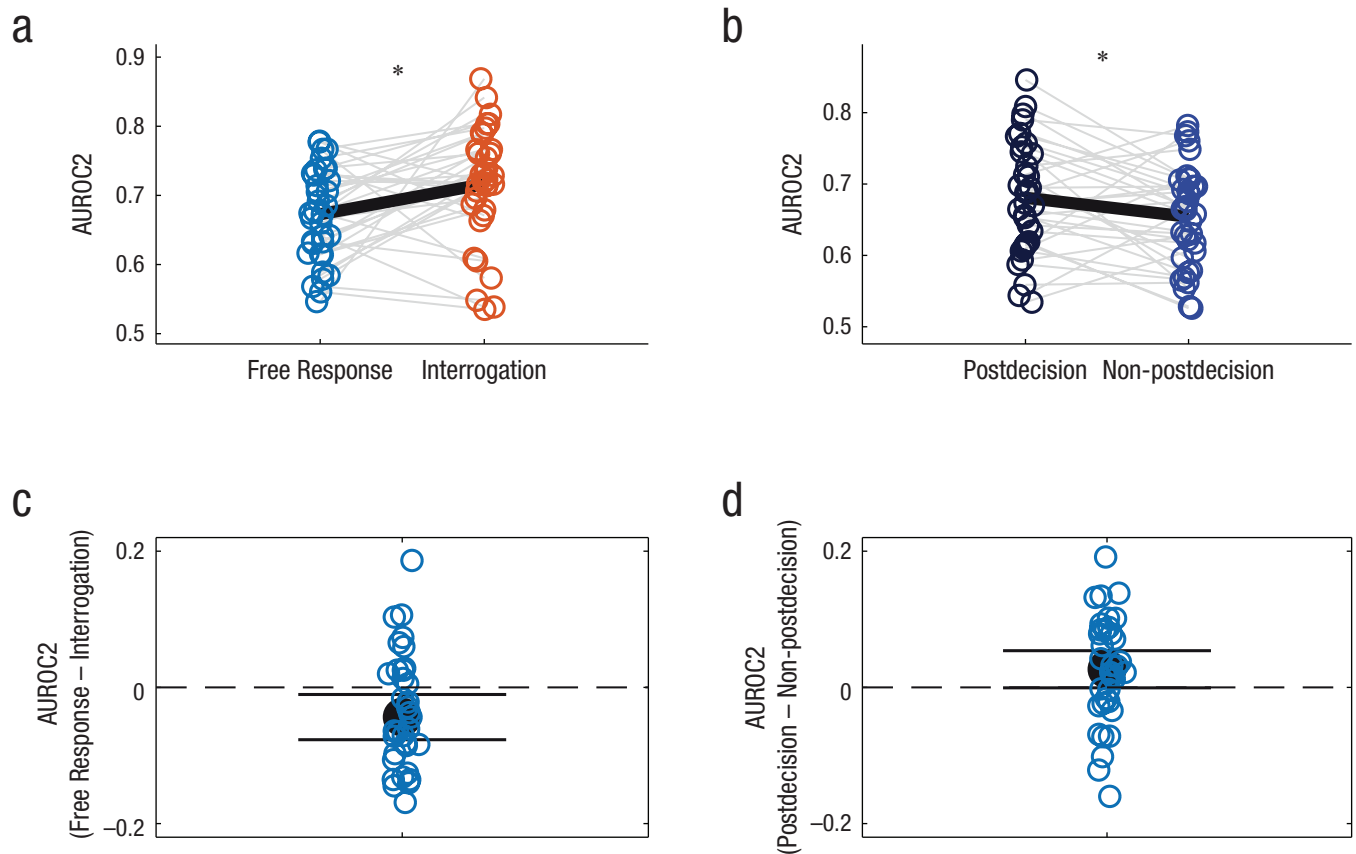 a
0.9
0.8
0.7
0.6
0.5
AUROC2
*
Free Response Interrogation
b
0.8
0.7
0.6
0.5
AUROC2
*
Postdecision Non-postdecision
c
0.2
0
–0.2
AUROC2
(Free Response – Interrogation)
d
0.2
0
–0.2
AUROC2
(Postdecision – Non-postdecision)